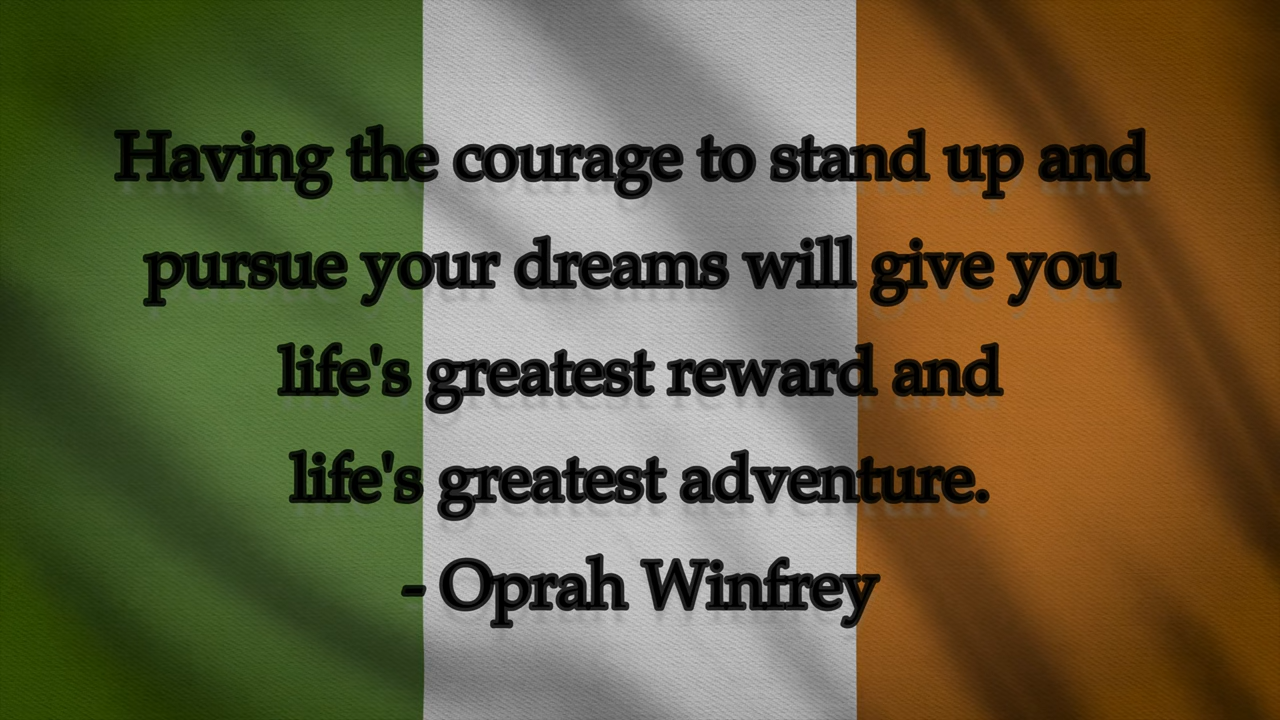 Having the courage to stand up and
pursue your dreams will give you
life's greatest reward and
life's greatest adventure.
- Oprah Winfrey